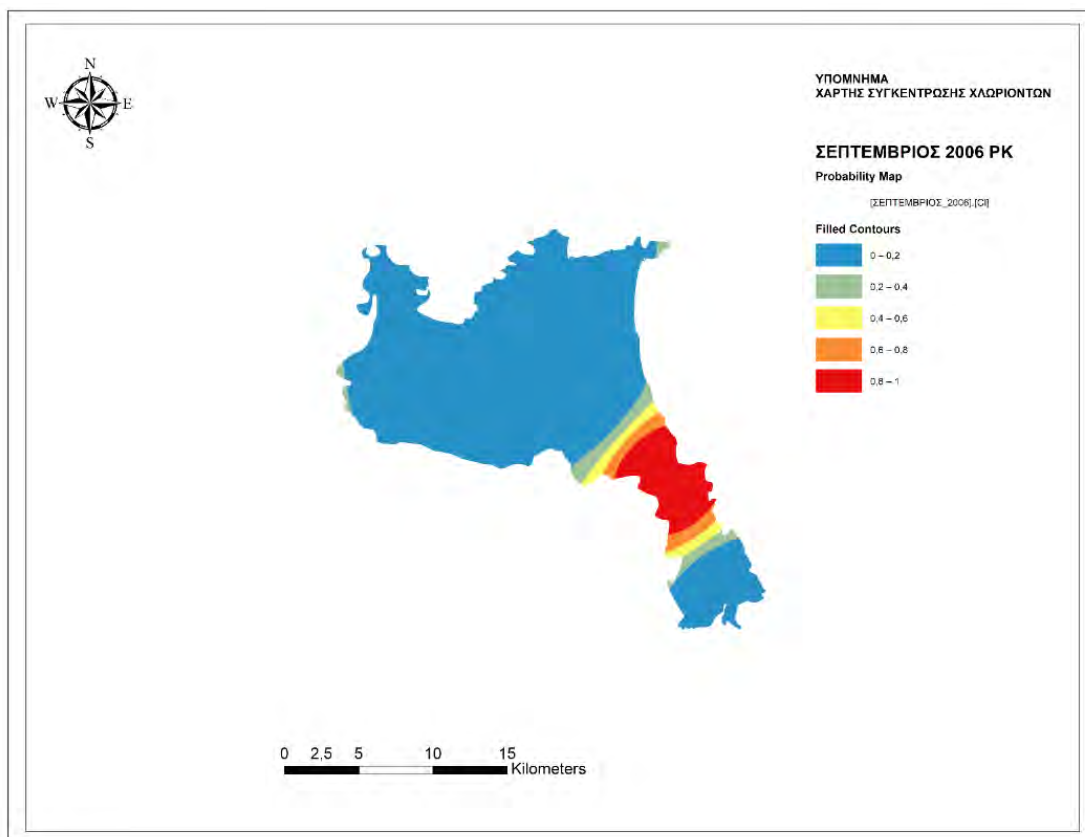 N
W E
S
ΥΠΟΜΝΗΜΑ
ΧΑΡΤΗΣ ΣΥΓΚΕΝΤΡΩΣΗΣ ΧΛΩΡΙΟΝΤΩΝ
ΣΕΠΤΕΜΒΡΙΟΣ 2006 PK
Probability Map
[ΣΕΠΤΕΜΒΡΙΟΣ_2006].[Cl]
Filled Contours
0 – 0,2
0,2 – 0,4
0,4 – 0,6
0,6 – 0,8
0,8 – 1
0 2,5 5 10 15
Kilometers